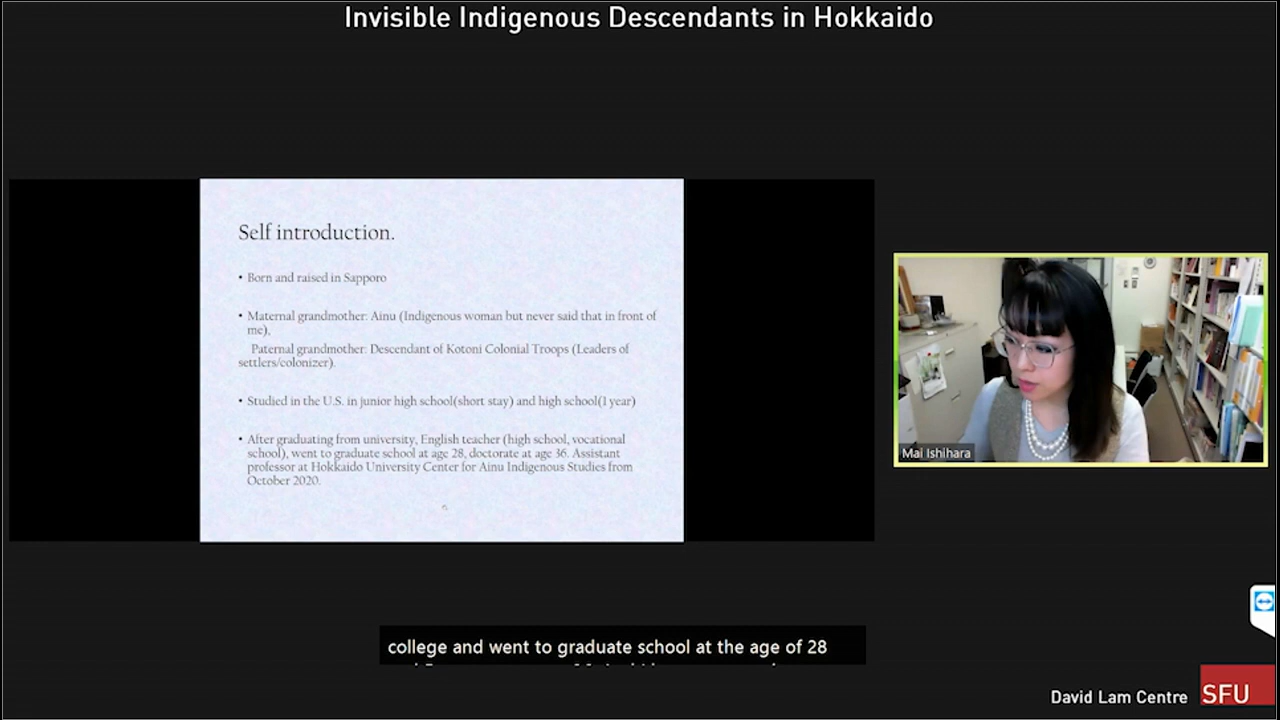 Invisible Indigenous Descendants in Hokkaido
Self introduction.
• Born and raised in Sapporo
• Maternal grandmother: Ainu (Indigenous woman but never said that in front of
me),
Paternal grandmother: Descendant of Kotoni Colonial Troops (Leaders of
settlers/colonizer).
• Studied in the U.S. in junior high school(short stay) and high school(1 year)
• After graduating from university, English teacher (high school, vocational
school), went to graduate school at age 28, doctorate at age 36. Assistant
professor at Hokkaido University Center for Ainu Indigenous Studies from
October 2020.
Mai Ishihara
college and went to graduate school at the age of 28
David Lam Centre
SFU